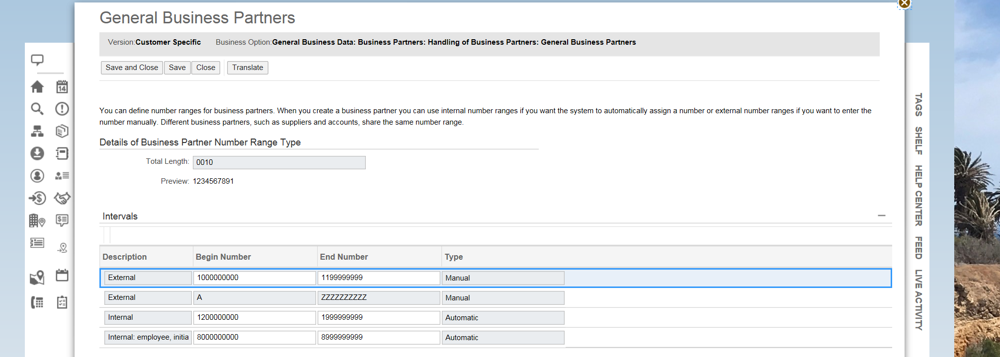 General Business Partners
Version:Customer Specific Business Option:General Business Data: Business Partners: Handling of Business Partners: General Business Partners
Save and Close Save Close Translate
14
You can define number ranges for business partners. When you create a business partner you can use internal number ranges if you want the system to automatically assign a number or external number ranges if you want to enter the
number manually. Different business partners, such as suppliers and accounts, share the same number range.
Details of Business Partner Number Range Type
Total Length: 0010
Preview: 1234567891
Intervals
Description Begin Number End Number Type
External 1000000000 1199999999 Manual
External A ZZZZZZZZZZ Manual
Internal 1200000000 1999999999 Automatic
Internal: employee, initia 8000000000 8999999999 Automatic
TAGS
SHELF
HELP CENTER
FEED
LIVE ACTIVITY